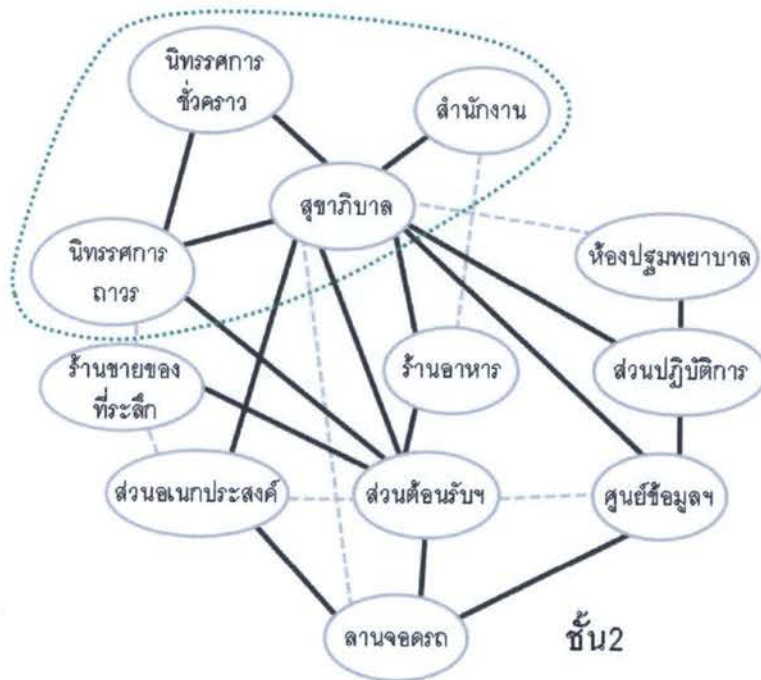 นิทรรศการ
ชั่วคราว
สำนักงาน
สุขาภิบาล
นิทรรศการ
ถาวร
ห้องปฐมพยาบาล
ร้านขายของ
ที่ระลึก
ร้านอาหาร
ส่วนปฏิบัติการ
ส่วนอเนกประสงค์
ส่วนต้อนรับฯ
ศูนย์ข้อมูลฯ
ลานจอดรถ
ชั้น2